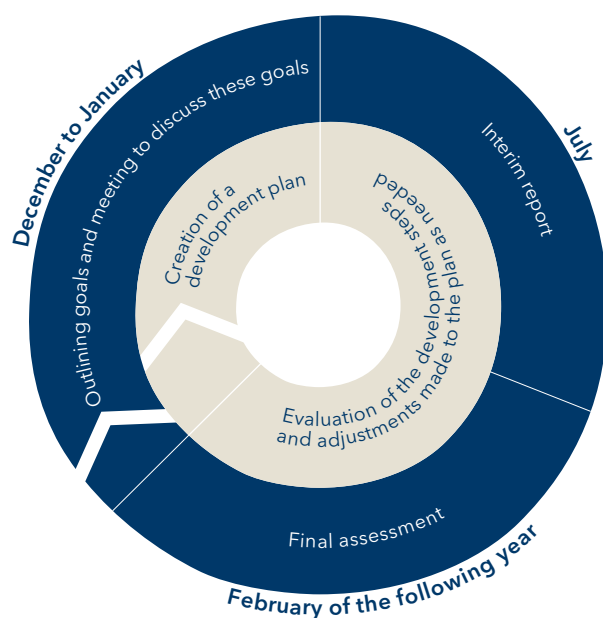 December to January
Outlining goals and meeting to discuss these goals
Creation of a
development plan
July
Interim report
Evaluation of the development steps
and adjustments made to the plan as needed
Final assessment
February of the following year